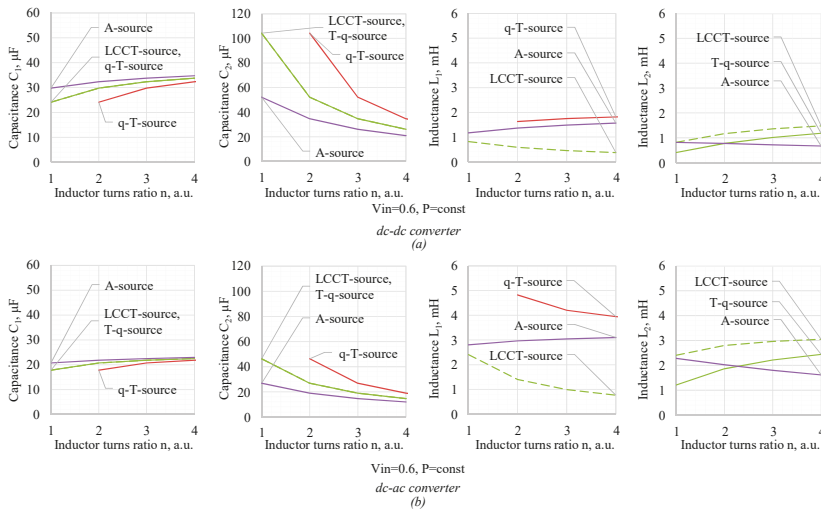 60
50
40
30
20
10
0
Capacitance C1, µF
A-source
LCCT-source,
q-T-source
q-T-source
1 2 3 4
Inductor turns ratio n, a.u.
120
100
80
60
40
20
0
Capacitance C2, µF
LCCT-source,
T-q-source
q-T-source
A-source
1 2 3 4
Inductor turns ratio n, a.u.
6
5
4
3
2
1
0
Inductance L1, mH
q-T-source
A-source
LCCT-source
1 2 3 4
Inductor turns ratio n, a.u.
6
5
4
3
2
1
0
Inductance L2, mH
LCCT-source
T-q-source
A-source
1 2 3 4
Inductor turns ratio n, a.u.
Vin=0.6, P=const
dc-dc converter
(a)
60
50
40
30
20
10
0
Capacitance C1, µF
A-source
LCCT-source,
T-q-source
q-T-source
1 2 3 4
Inductor turns ratio n, a.u.
120
100
80
60
40
20
0
Capacitance C2, µF
LCCT-source,
T-q-source
A-source
q-T-source
1 2 3 4
Inductor turns ratio n, a.u.
6
5
4
3
2
1
0
Inductance L1, mH
q-T-source
A-source
LCCT-source
1 2 3 4
Inductor turns ratio n, a.u.
6
5
4
3
2
1
0
Inductance L2, mH
LCCT-source
T-q-source
A-source
1 2 3 4
Inductor turns ratio n, a.u.
Vin=0.6, P=const
dc-ac converter
(b)